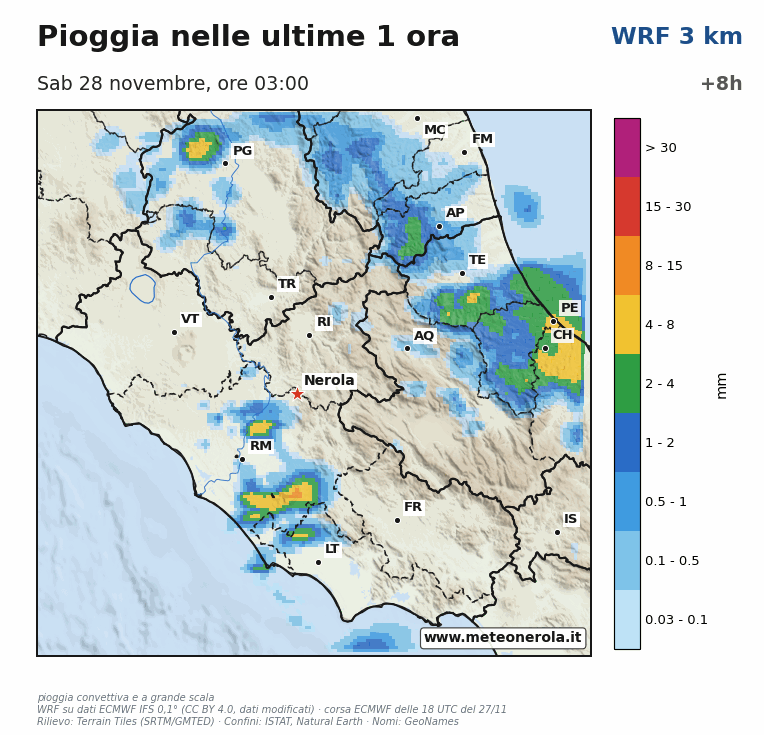 Pioggia nelle ultime 1 ora
WRF 3 km
Sab 28 novembre, ore 03:00
+8h
MC
FM
PG
AP
TE
TR
PE
VT
RI
AQ
CH
Nerola
RM
FR
IS
LT
www.meteonerola.it
> 30
15 - 30
8 - 15
4 - 8
2 - 4
1 - 2
0.5 - 1
0.1 - 0.5
0.03 - 0.1
mm
pioggia convettiva e a grande scala
WRF su dati ECMWF IFS 0,1° (CC BY 4.0, dati modificati) · corsa ECMWF delle 18 UTC del 27/11
Rilievo: Terrain Tiles (SRTM/GMTED) · Confini: ISTAT, Natural Earth · Nomi: GeoNames